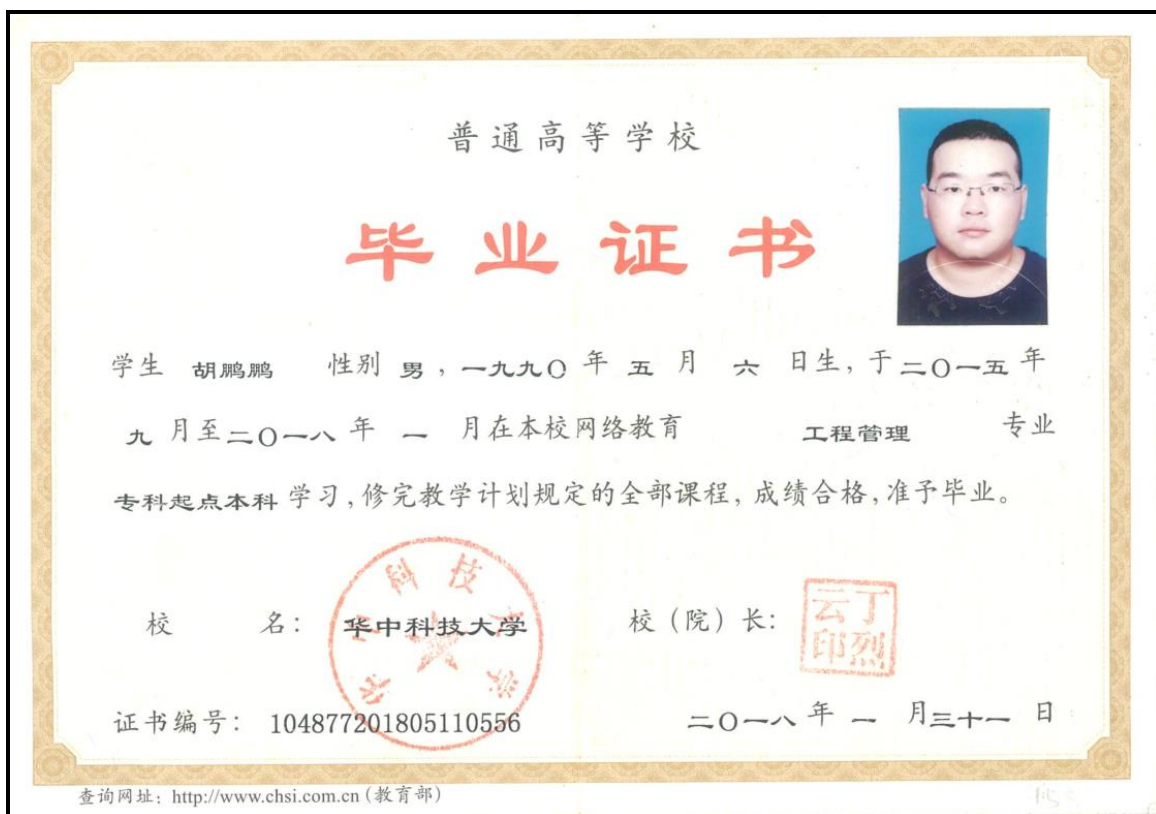 普通高等学校
毕业证书
学生 胡鹏鹏 性别 男，一九九〇年 五 月 六 日生，于二〇一五年
九 月至二〇一八年 一 月在本校网络教育 工程管理 专业
专科起点本科 学习，修完教学计划规定的全部课程，成绩合格，准予毕业。
校 名： 华中科技大学 校（院）长：
华中科技大学
丁烈云印
证书编号： 104877201805110556 二〇一八年 一 月三十一 日
查询网址：http://www.chsi.com.cn（教育部）